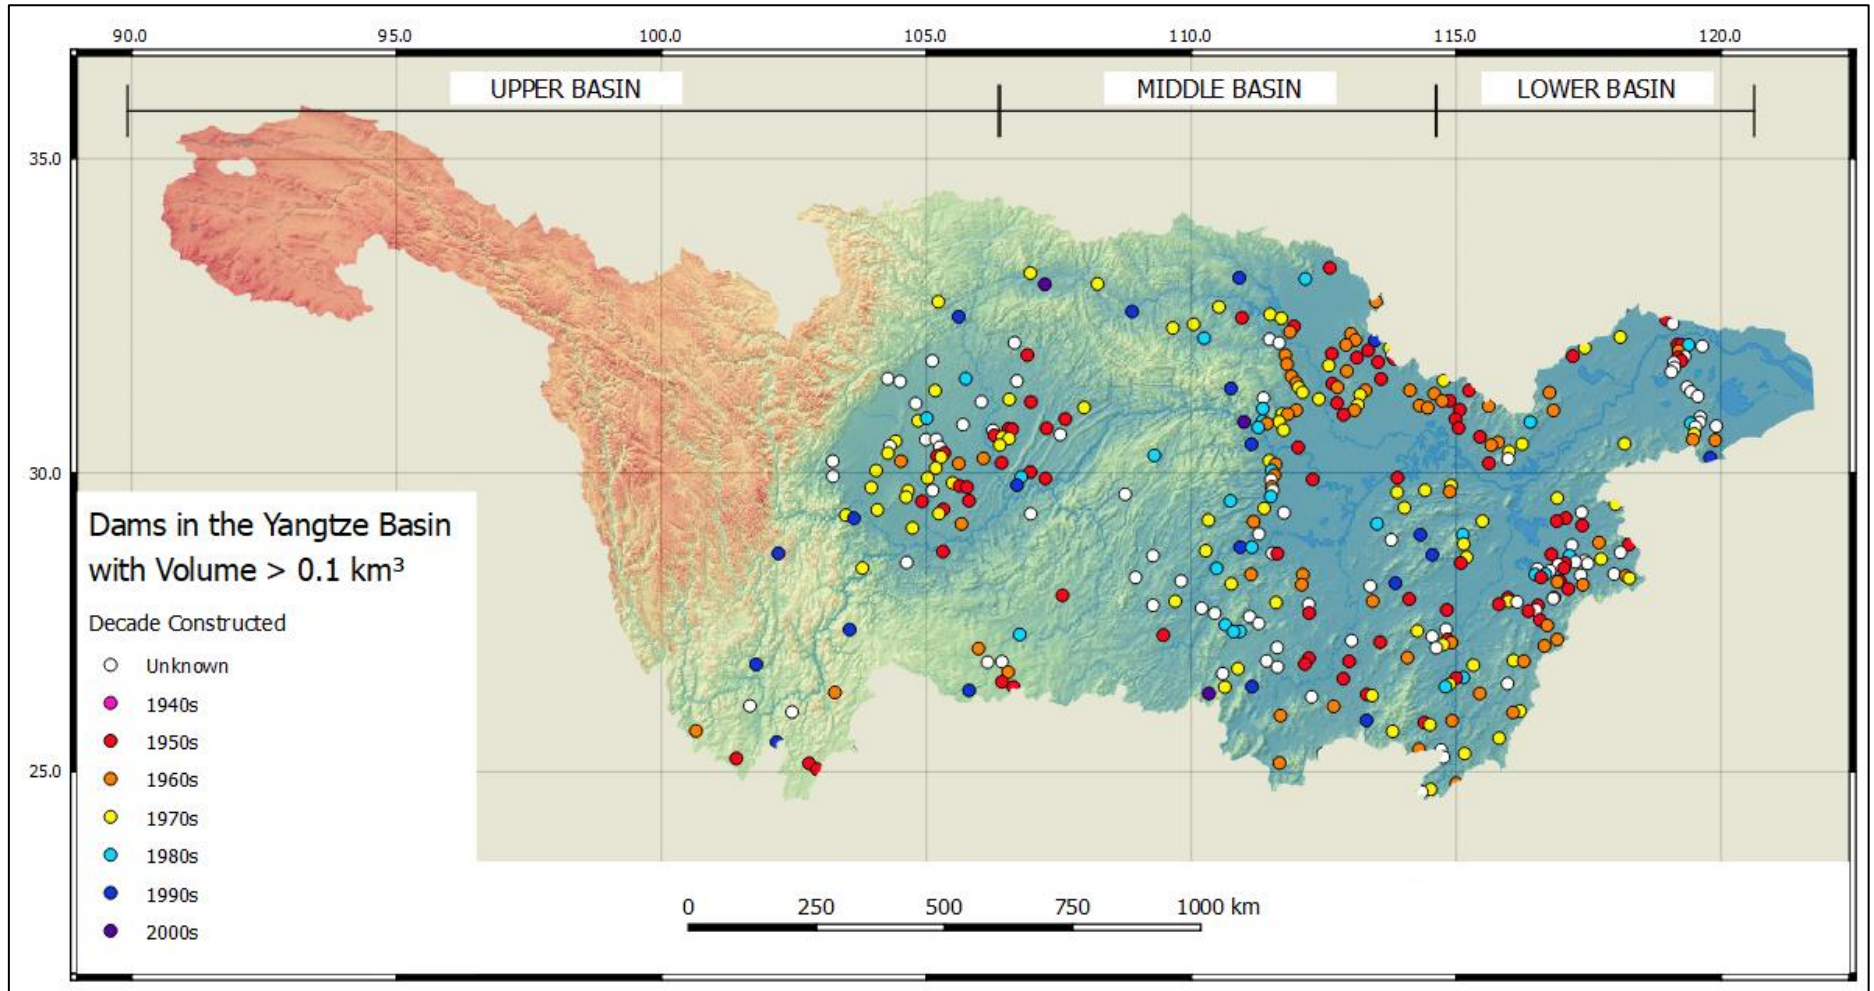 90.0 95.0 100.0 105.0 110.0 115.0 120.0
UPPER BASIN MIDDLE BASIN LOWER BASIN
35.0
30.0
25.0
Dams in the Yangtze Basin
with Volume > 0.1 km³
Decade Constructed
Unknown
1940s
1950s
1960s
1970s
1980s
1990s
2000s
0 250 500 750 1000 km